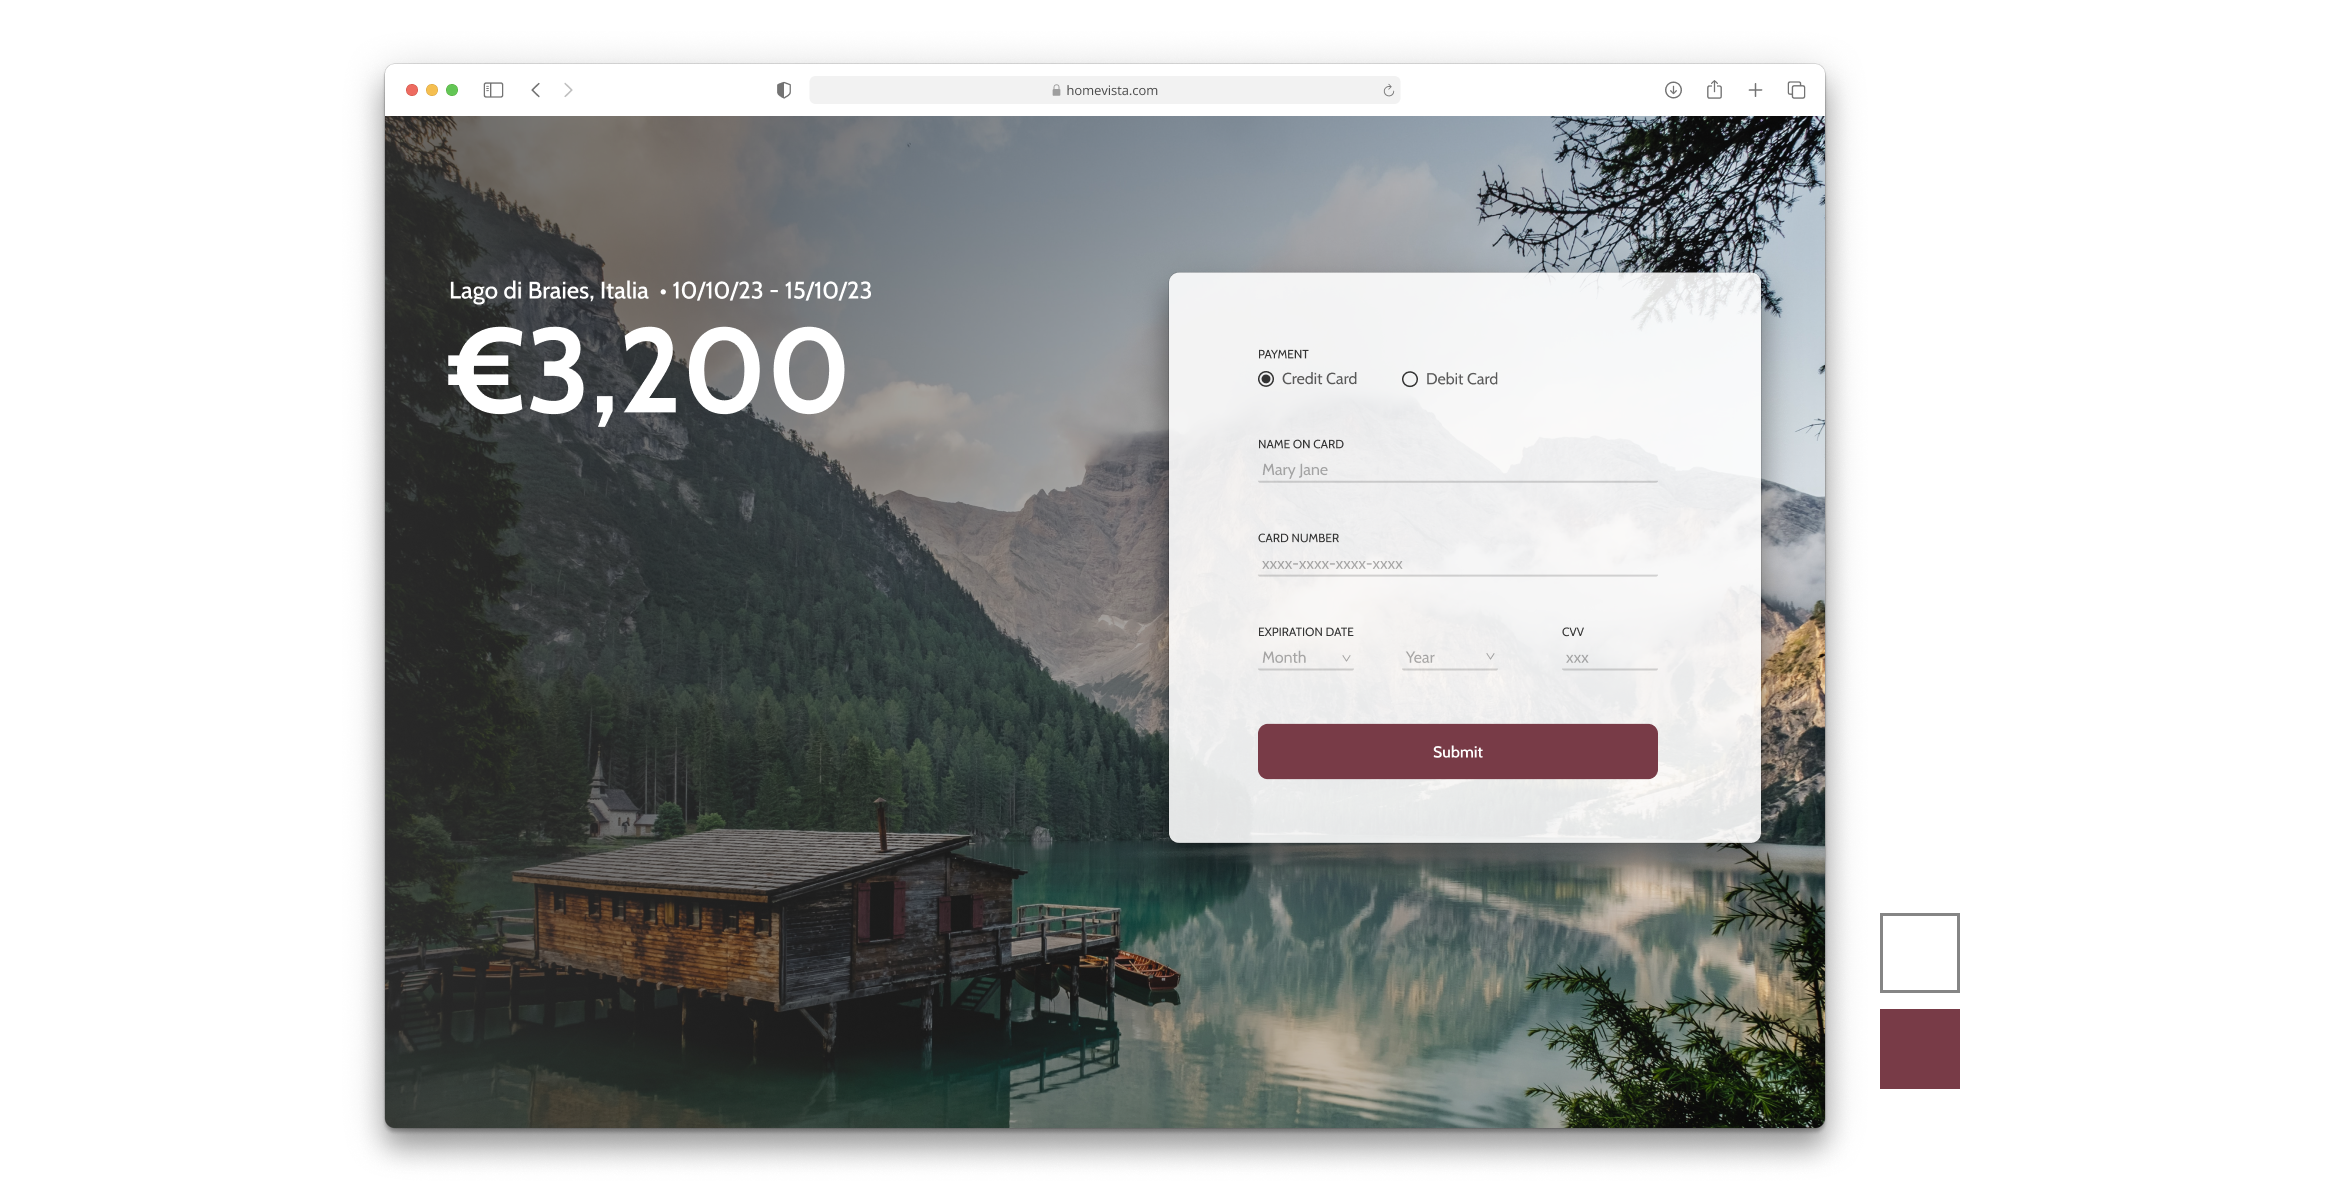 homevista.com
Lago di Braies, Italia • 10/10/23 - 15/10/23
€3,200
PAYMENT
Credit Card Debit Card
NAME ON CARD
Mary Jane
CARD NUMBER
xxxx-xxxx-xxxx-xxxx
EXPIRATION DATE CVV
Month Year xxx
Submit